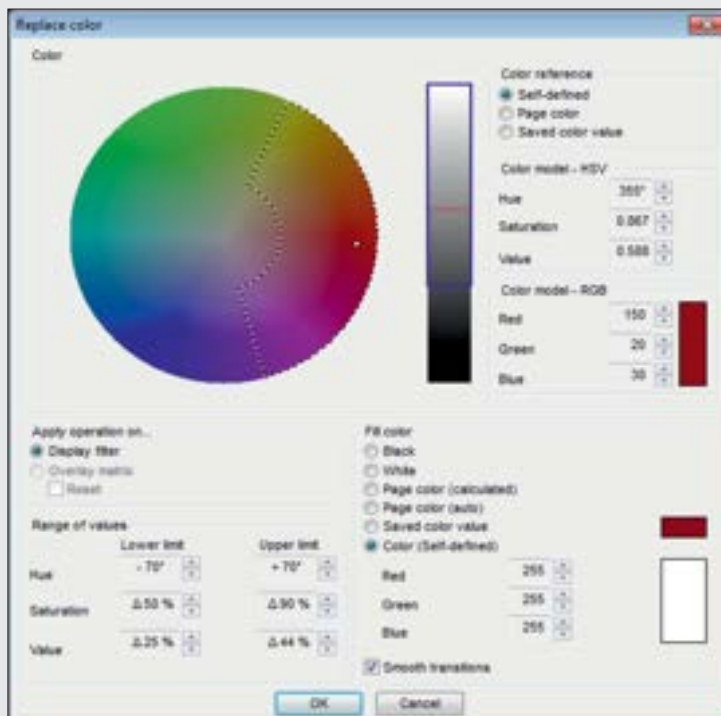 Replace color
Color
Color reference
Self-defined
Page color
Saved color value
Color model - HSV
Hue 355°
Saturation 0.867
Value 0.588
Color model - RGB
Red 150
Green 20
Blue 30
Apply operation on...
Display filter
Overlay matrix
Reset
Range of values
Lower limit Upper limit
Hue - 70° + 70°
Saturation Δ50 % Δ90 %
Value Δ25 % Δ44 %
Fill color
Black
White
Page color (calculated)
Page color (auto)
Saved color value
Color (Self-defined)
Red 255
Green 255
Blue 255
Smooth transitions
OK Cancel